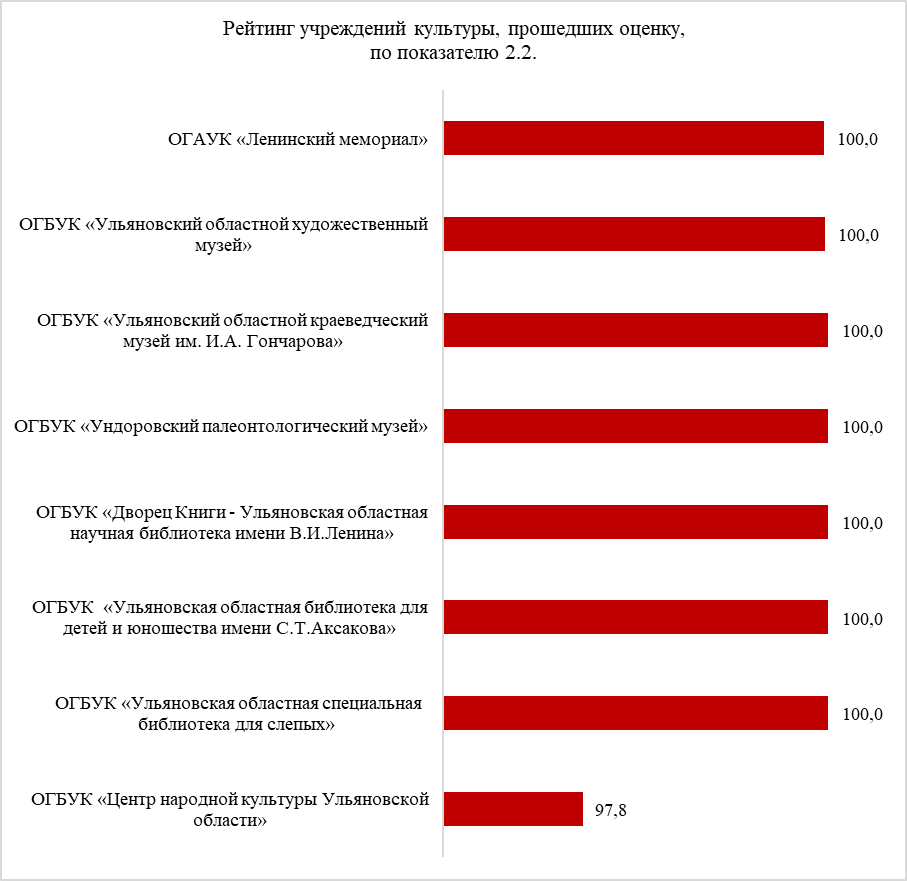 Рейтинг учреждений культуры, прошедших оценку,
по показателю 2.2.
ОГАУК «Ленинский мемориал»
100,0
ОГБУК «Ульяновский областной художественный
музей»
100,0
ОГБУК «Ульяновский областной краеведческий
музей им. И.А. Гончарова»
100,0
ОГБУК «Ундоровский палеонтологический музей»
100,0
ОГБУК «Дворец Книги - Ульяновская областная
научная библиотека имени В.И.Ленина»
100,0
ОГБУК «Ульяновская областная библиотека для
детей и юношества имени С.Т.Аксакова»
100,0
ОГБУК «Ульяновская областная специальная
библиотека для слепых»
100,0
ОГБУК «Центр народной культуры Ульяновской
области»
97,8